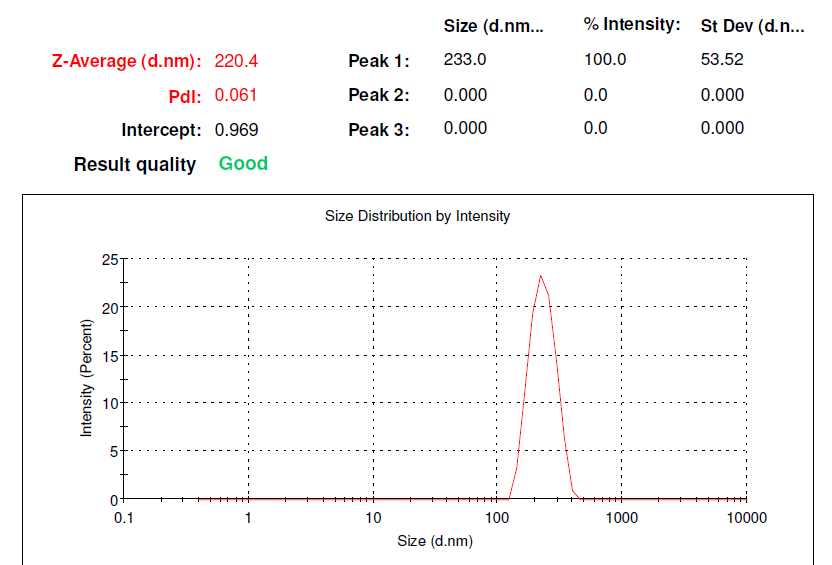 Size (d.nm... % Intensity: St Dev (d.n...
Z-Average (d.nm): 220.4 Peak 1: 233.0 100.0 53.52
PdI: 0.061 Peak 2: 0.000 0.0 0.000
Intercept: 0.969 Peak 3: 0.000 0.0 0.000
Result quality Good
Size Distribution by Intensity
25
20
15
10
5
0
Intensity (Percent)
0.1 1 10 100 1000 10000
Size (d.nm)